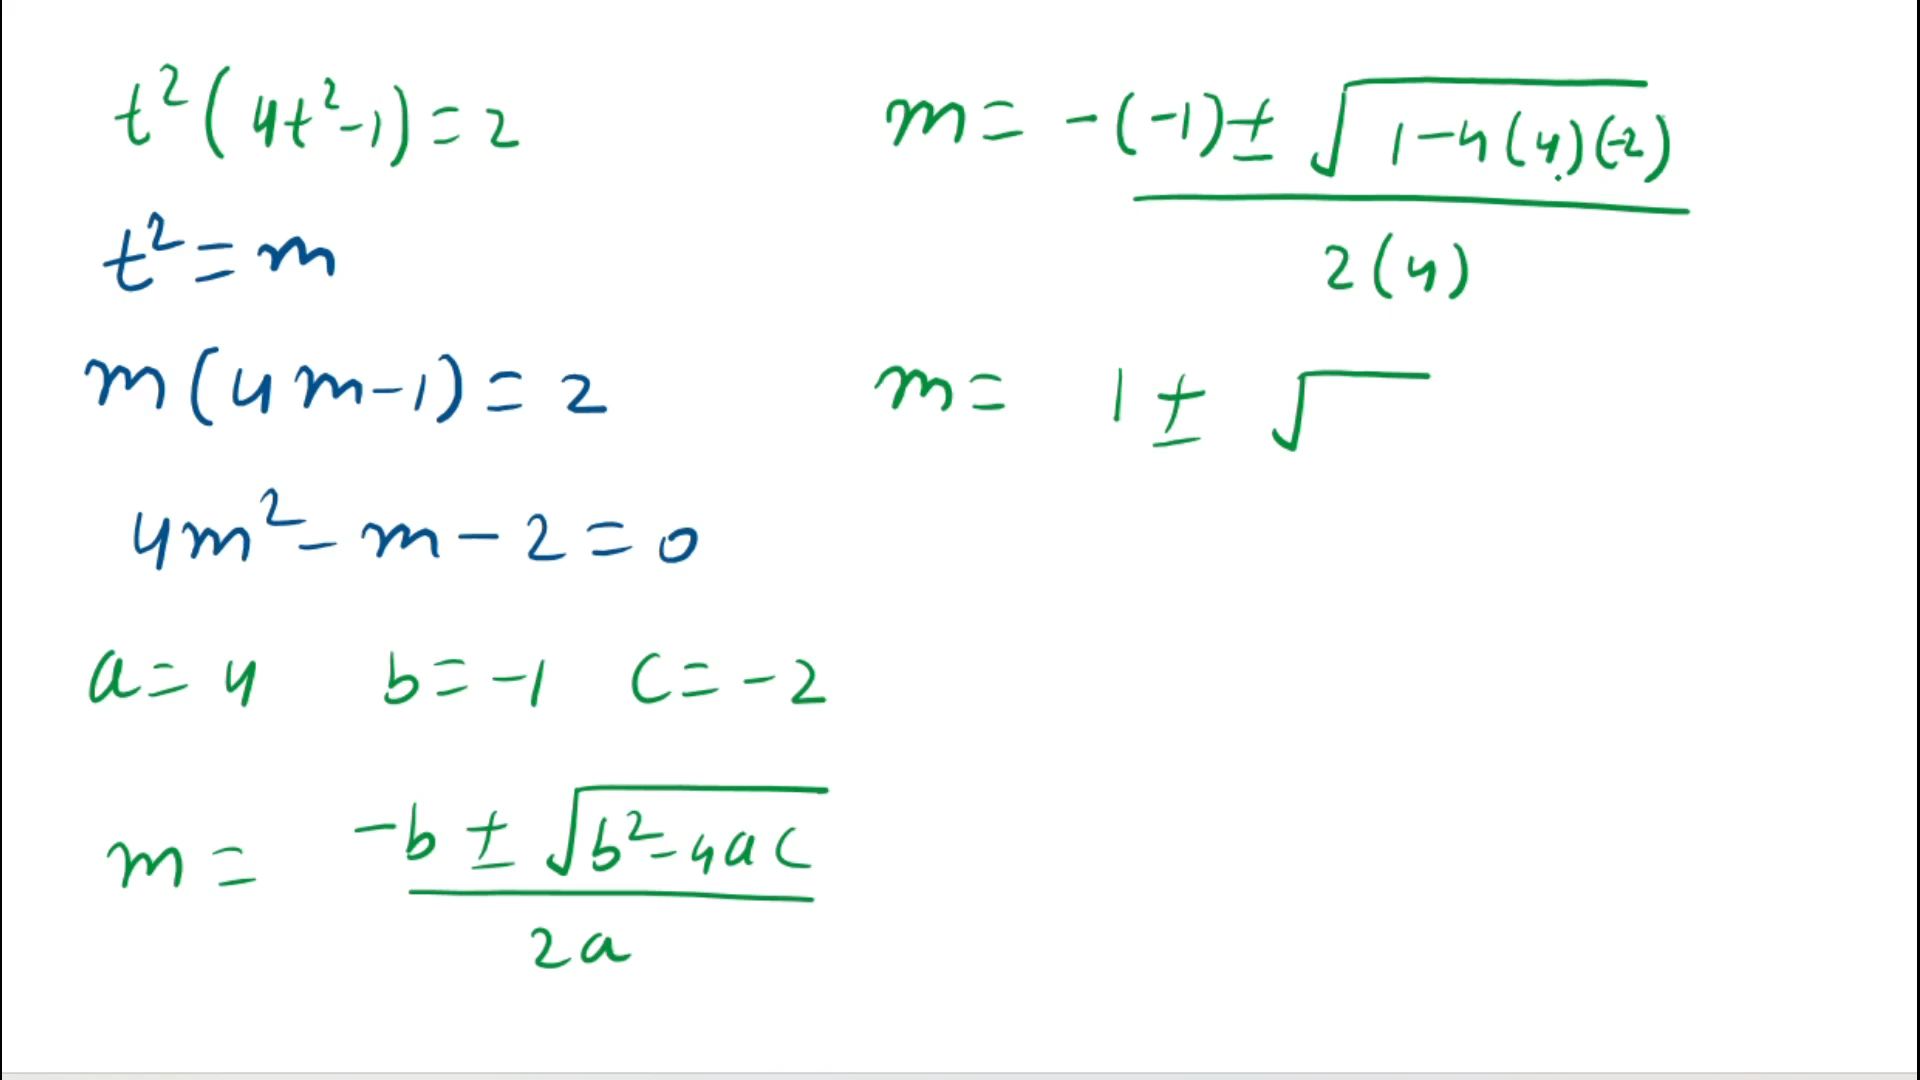 t²(4t²-1)=2
t²=m
m(4m-1)=2
4m²-m-2=0
a=4 b=-1 c=-2
m= (-b±√(b²-4ac))/(2a)
m= (-(-1)±√(1-4(4)(-2)))/(2(4))
m= 1±√